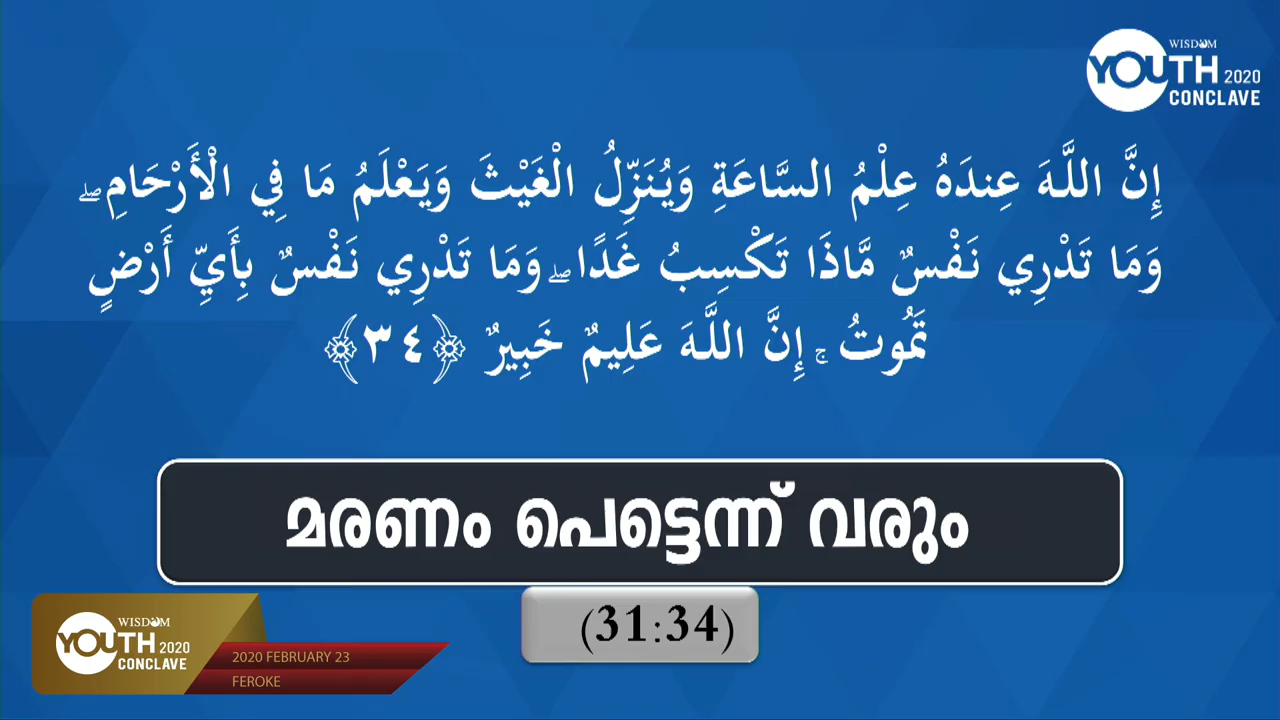 WISDOM
YOUTH 2020
CONCLAVE
إِنَّ اللَّهَ عِندَهُ عِلْمُ السَّاعَةِ وَيُنَزِّلُ الْغَيْثَ وَيَعْلَمُ مَا فِي الْأَرْحَامِ ۖ
وَمَا تَدْرِي نَفْسٌ مَّاذَا تَكْسِبُ غَدًا ۖ وَمَا تَدْرِي نَفْسٌ بِأَيِّ أَرْضٍ
تَمُوتُ ۚ إِنَّ اللَّهَ عَلِيمٌ خَبِيرٌ ﴿٣٤﴾
മരണം പെട്ടെന്ന് വരും
(31:34)
WISDOM
YOUTH 2020
CONCLAVE
2020 FEBRUARY 23
FEROKE